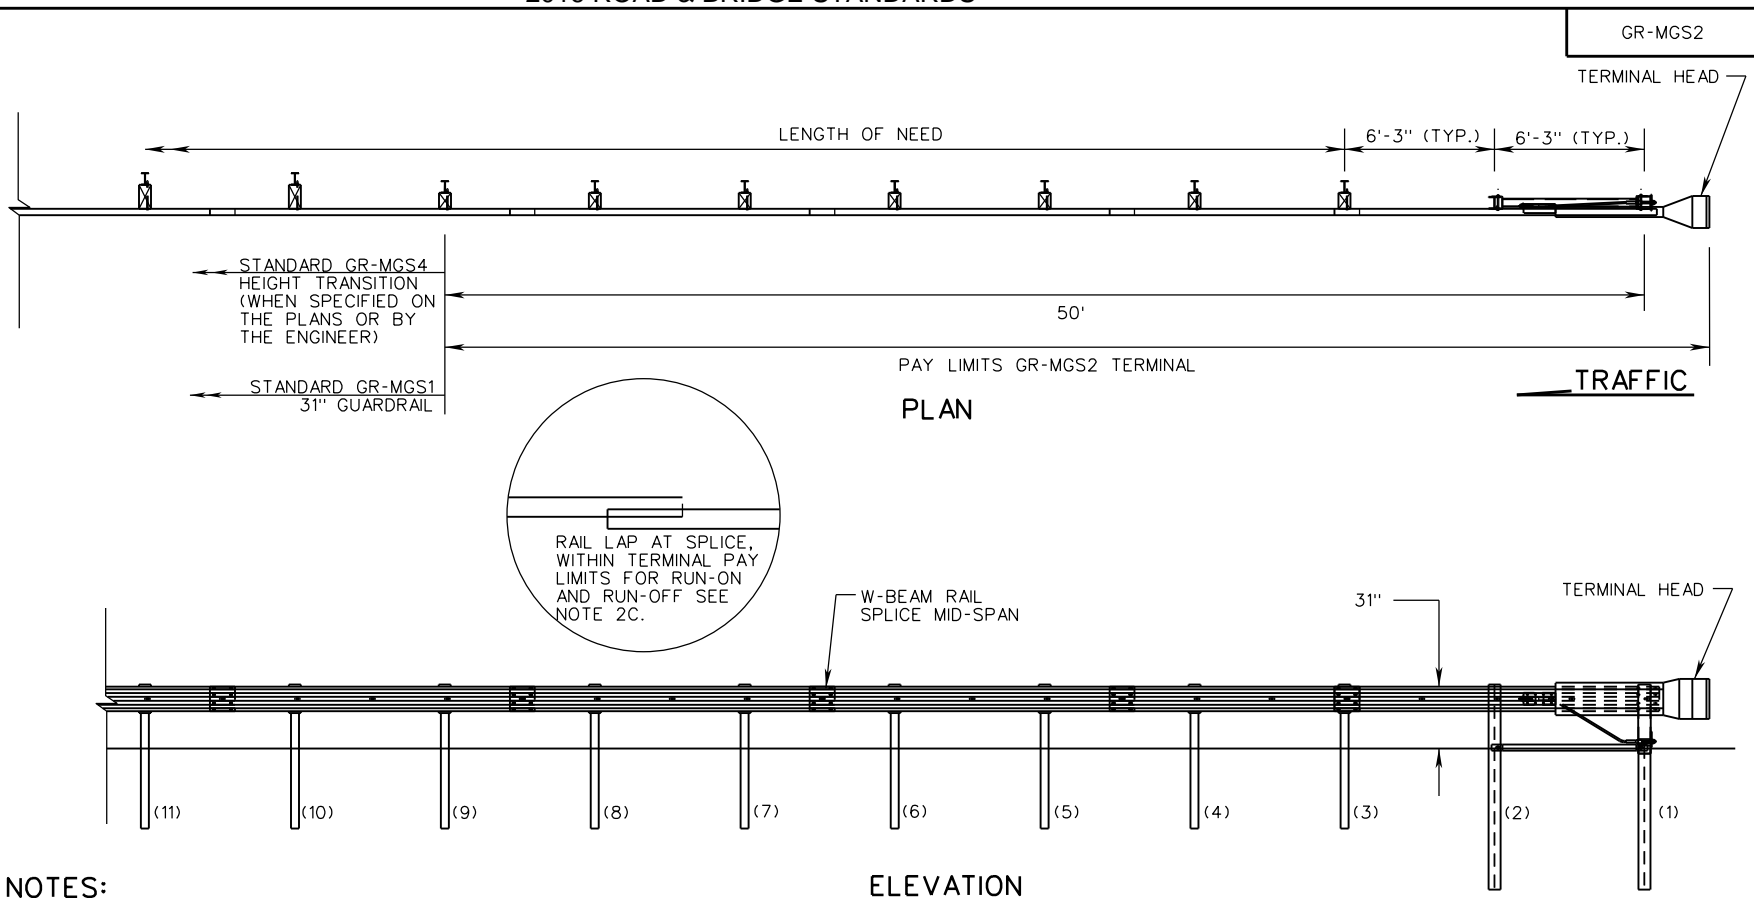 GR-MGS2
TERMINAL HEAD
LENGTH OF NEED
6'-3" (TYP.)
6'-3" (TYP.)
STANDARD GR-MGS4
HEIGHT TRANSITION
(WHEN SPECIFIED ON
THE PLANS OR BY
THE ENGINEER)
50'
PAY LIMITS GR-MGS2 TERMINAL
STANDARD GR-MGS1
31" GUARDRAIL
TRAFFIC
PLAN
RAIL LAP AT SPLICE,
WITHIN TERMINAL PAY
LIMITS FOR RUN-ON
AND RUN-OFF SEE
NOTE 2C.
W-BEAM RAIL
SPLICE MID-SPAN
31"
TERMINAL HEAD
(11)
(10)
(9)
(8)
(7)
(6)
(5)
(4)
(3)
(2)
(1)
NOTES:
ELEVATION